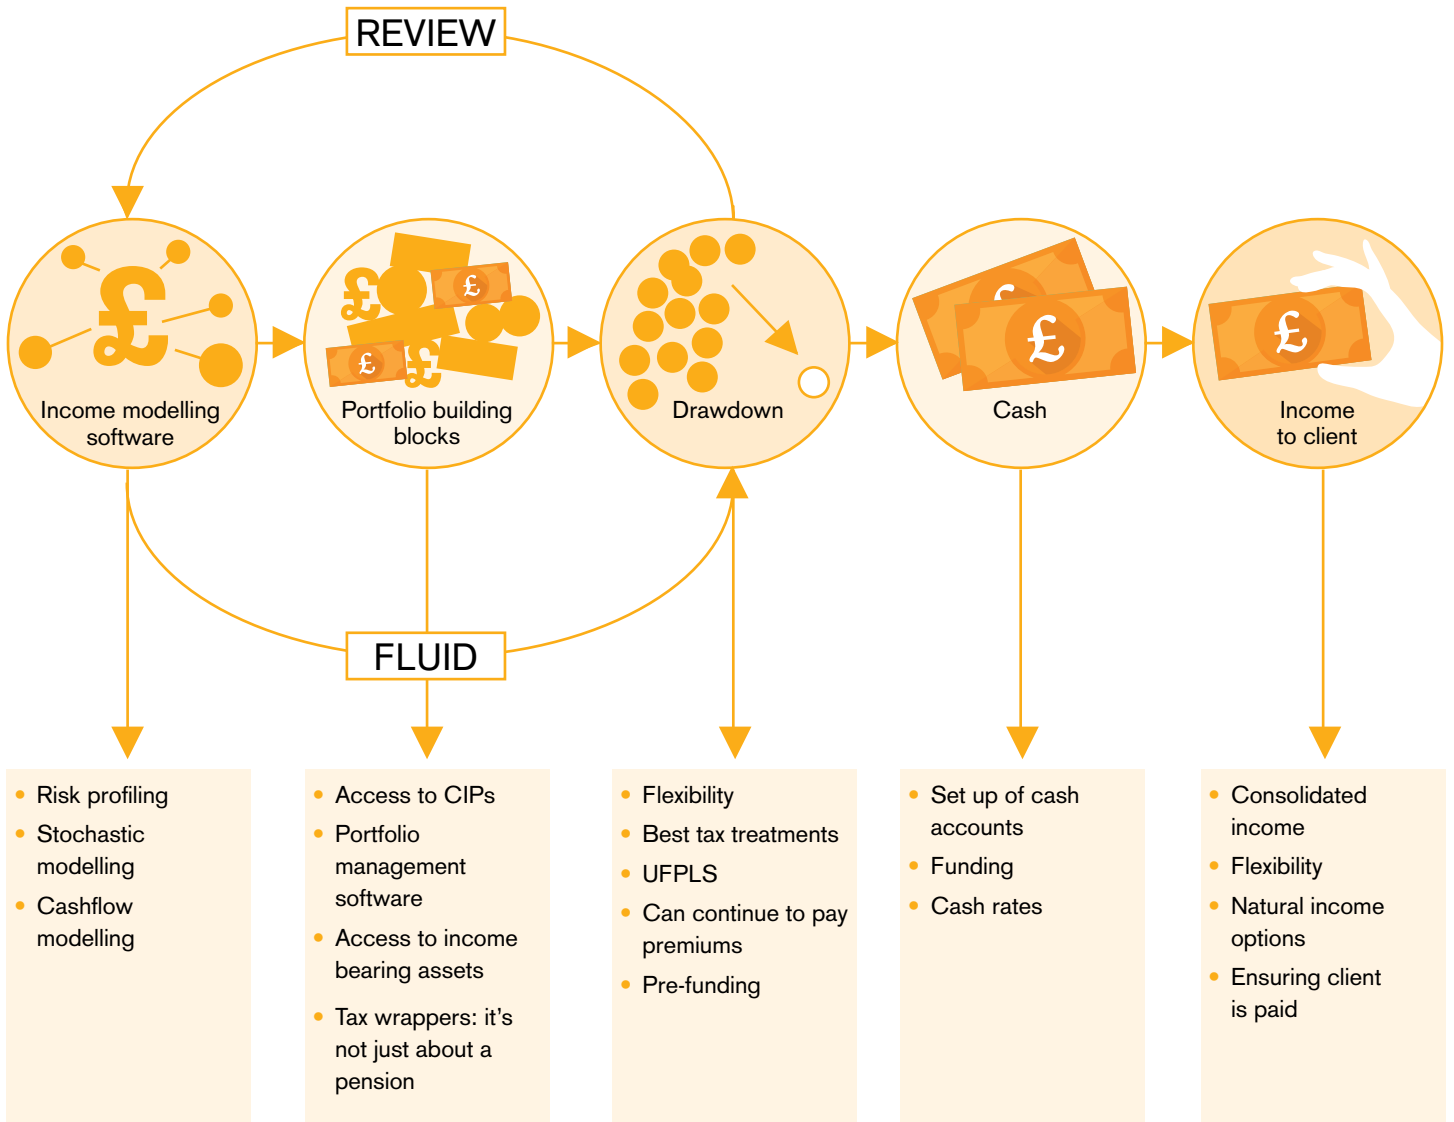 REVIEW
£
£
£
£
£
£
£
£
Income modelling
software
Portfolio building
blocks
Drawdown
Cash
Income
to client
FLUID
• Risk profiling
• Stochastic
modelling
• Cashflow
modelling
• Access to CIPs
• Portfolio
management
software
• Access to income
bearing assets
• Tax wrappers: it’s
not just about a
pension
• Flexibility
• Best tax treatments
• UFPLS
• Can continue to pay
premiums
• Pre-funding
• Set up of cash
accounts
• Funding
• Cash rates
• Consolidated
income
• Flexibility
• Natural income
options
• Ensuring client
is paid